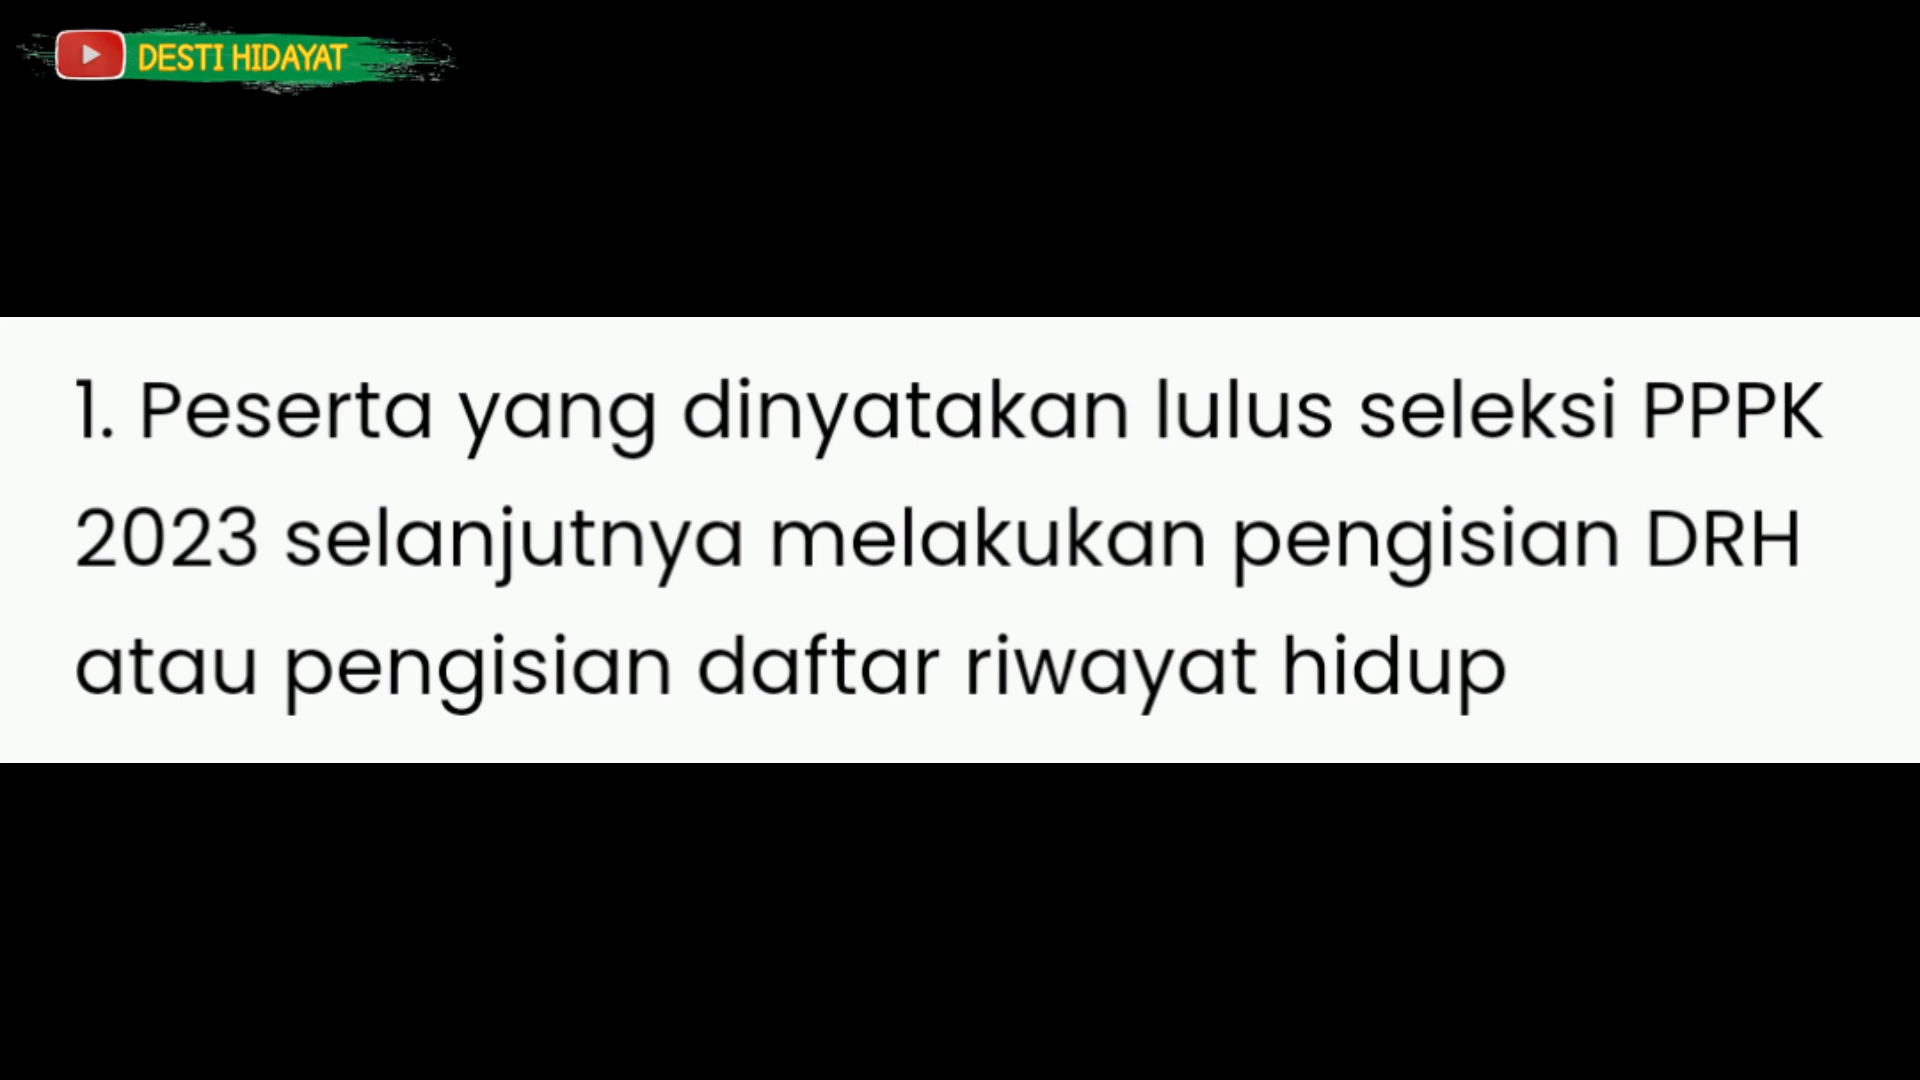 DESTI HIDAYAT
1. Peserta yang dinyatakan lulus seleksi PPPK
2023 selanjutnya melakukan pengisian DRH
atau pengisian daftar riwayat hidup